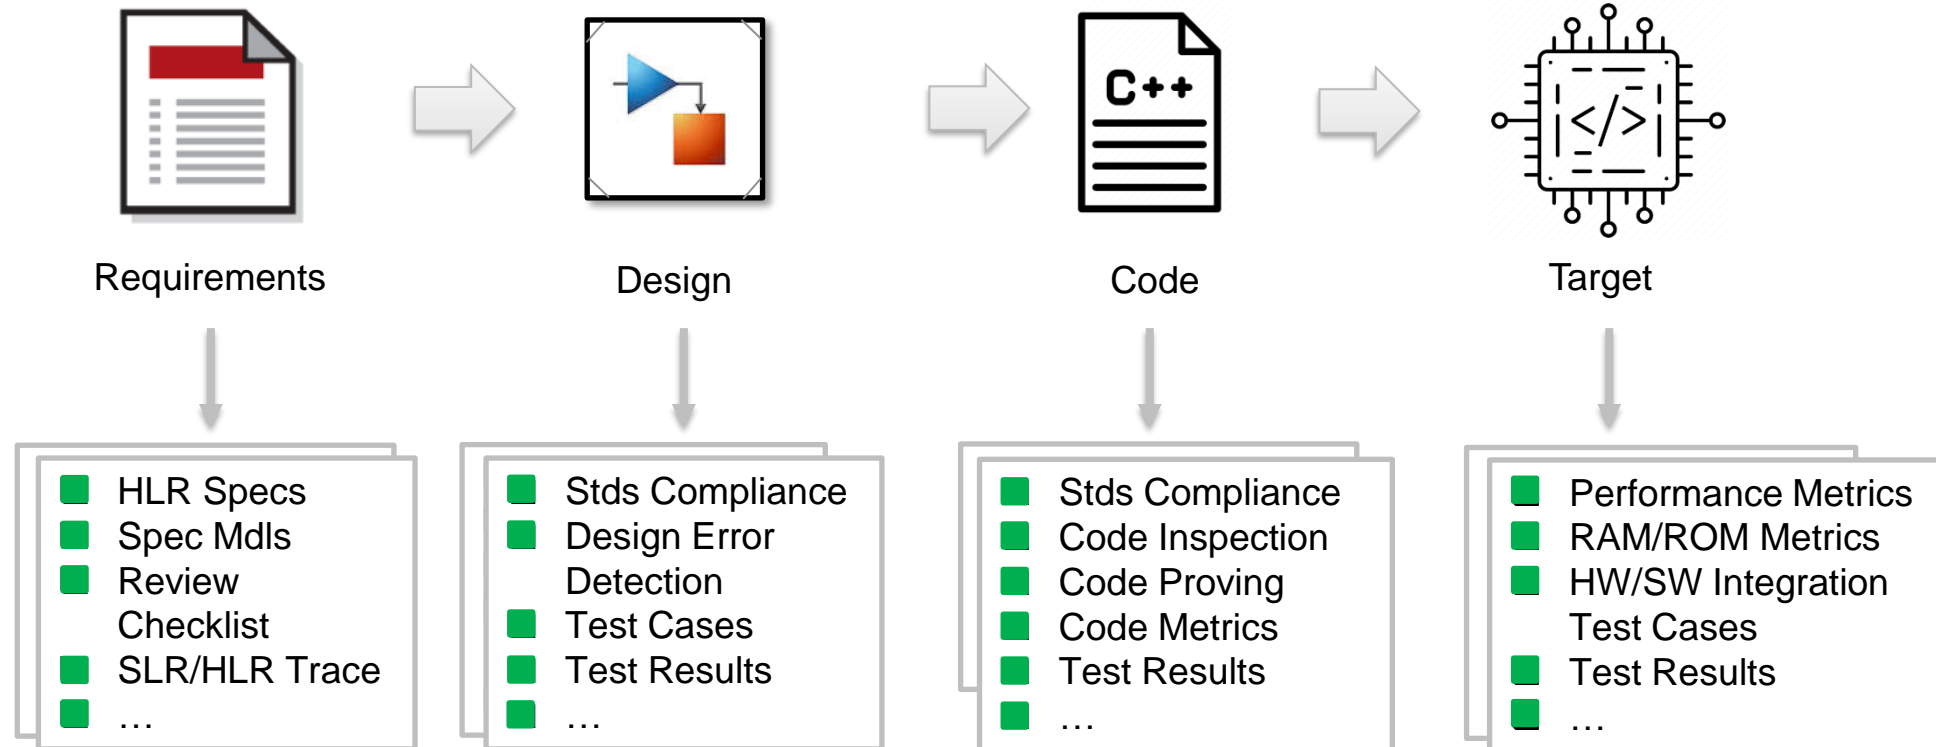 C++
</>
Requirements
Design
Code
Target
HLR Specs
Spec Mdls
Review
Checklist
SLR/HLR Trace
…
Stds Compliance
Design Error
Detection
Test Cases
Test Results
…
Stds Compliance
Code Inspection
Code Proving
Code Metrics
Test Results
…
Performance Metrics
RAM/ROM Metrics
HW/SW Integration
Test Cases
Test Results
…